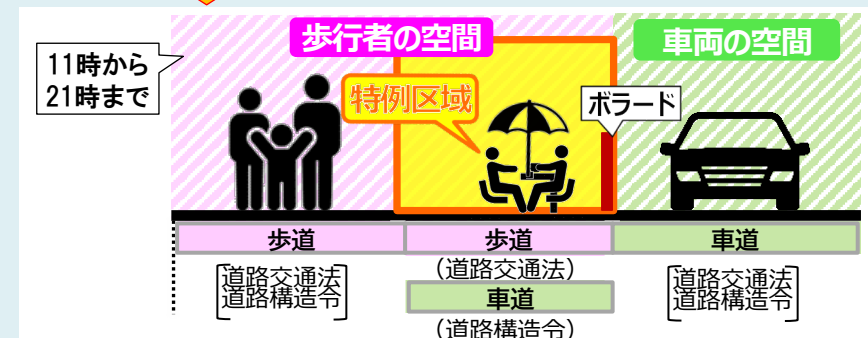 歩行者の空間
車両の空間
11時から
21時まで
特例区域
ボラード
歩道
歩道
車道
道路交通法
道路構造令
(道路交通法)
車道
(道路構造令)
道路交通法
道路構造令